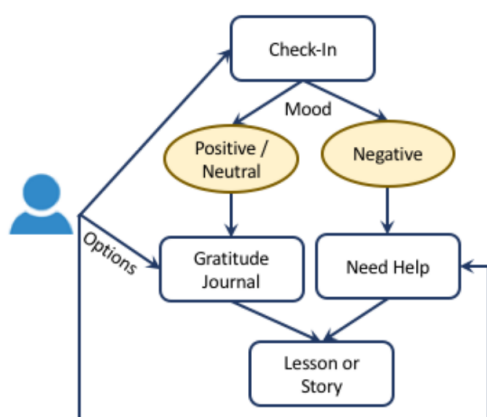 Check-In
Mood
Positive /
Neutral
Negative
Options
Gratitude
Journal
Need Help
Lesson or
Story